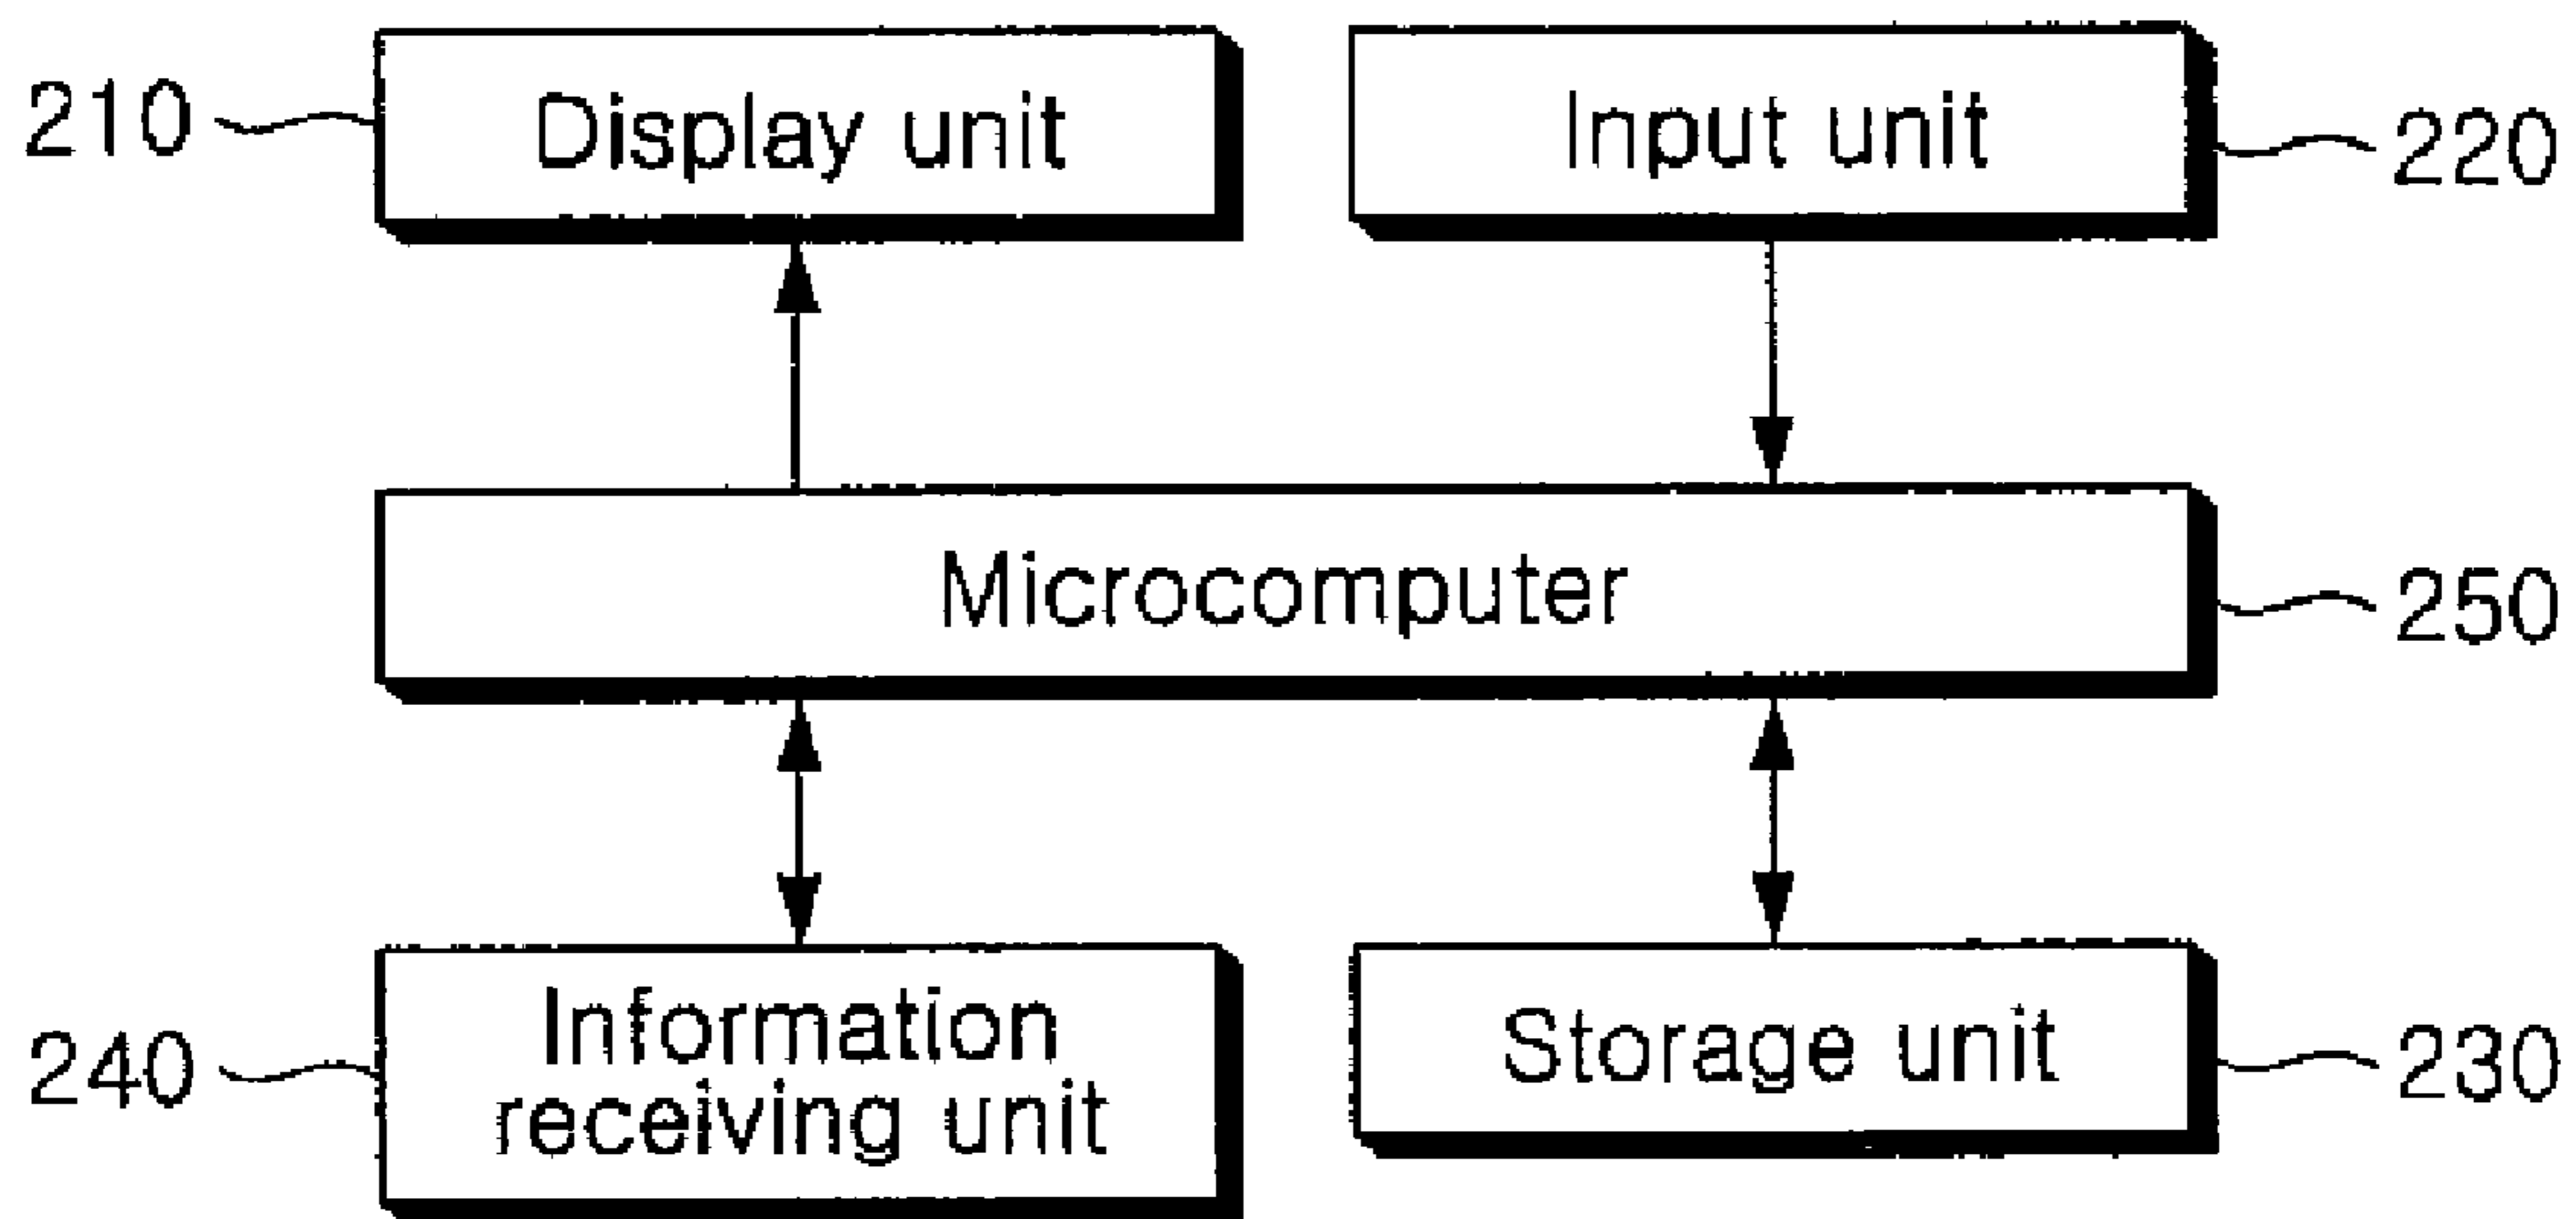 210
Display unit
Input unit
220
Microcomputer
250
240
Information
receiving unit
Storage unit
230